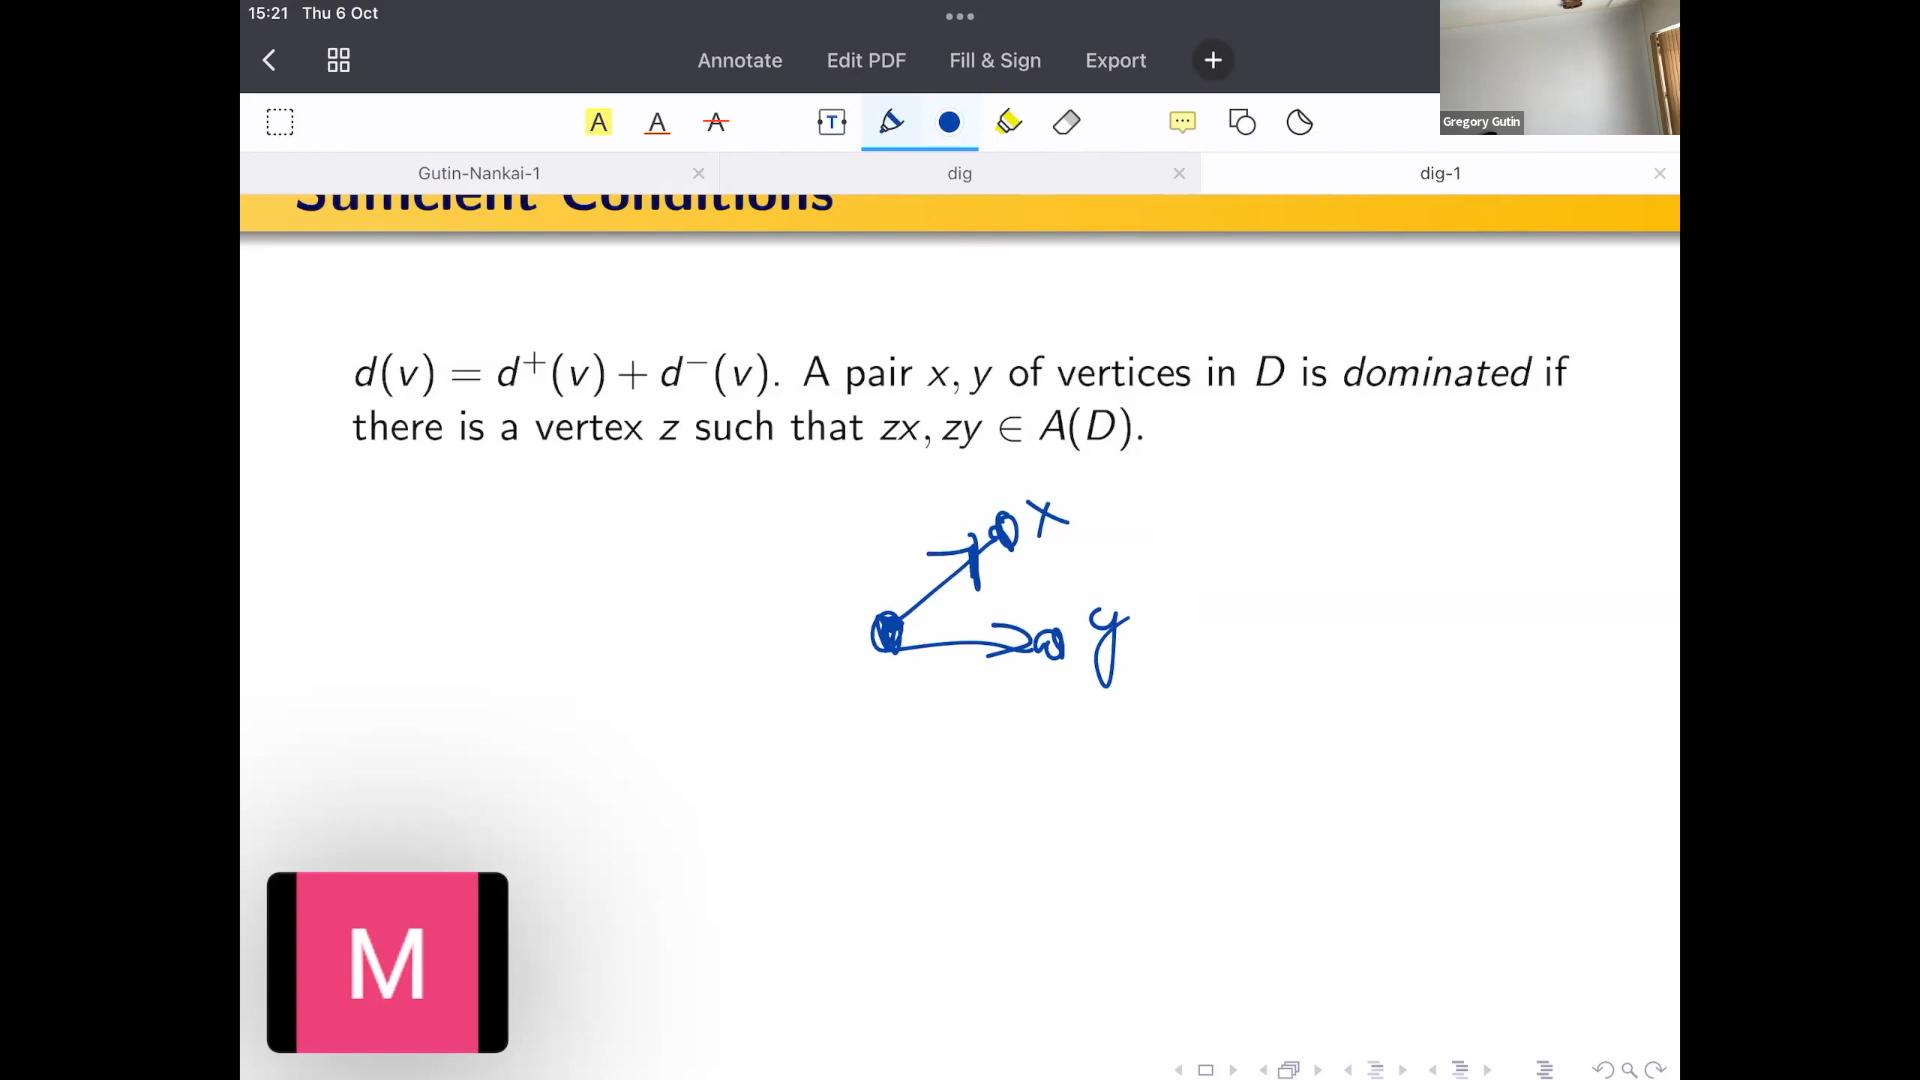 15:21 Thu 6 Oct
Annotate Edit PDF Fill & Sign Export
Gregory Gutin
A A A T
Gutin-Nankai-1 dig dig-1
Sufficient Conditions
d(v) = d⁺(v) + d⁻(v). A pair x, y of vertices in D is dominated if
there is a vertex z such that zx, zy ∈ A(D).
x
y
M